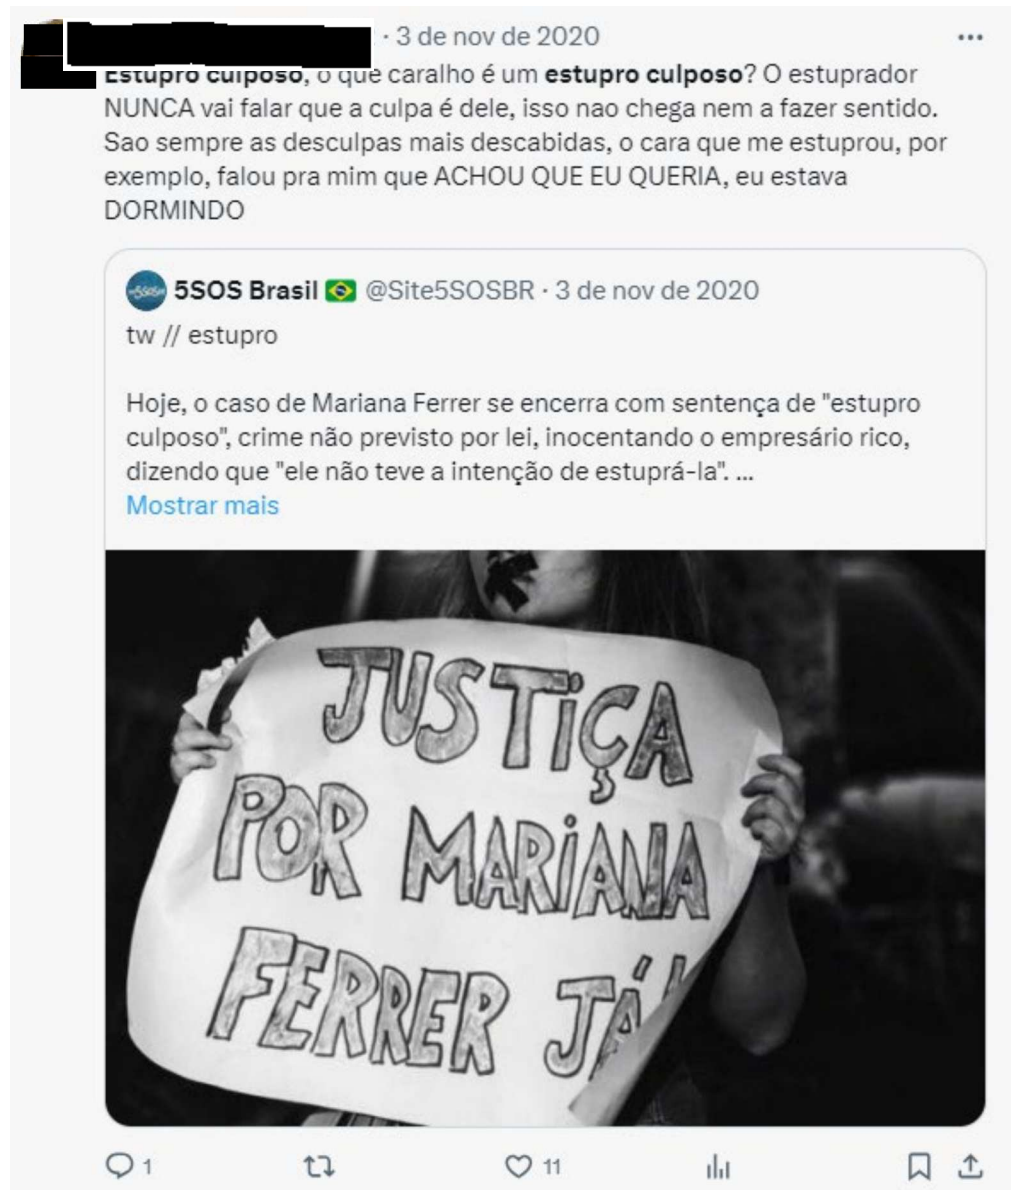 · 3 de nov de 2020
Estupro culposo, o que caralho é um estupro culposo? O estuprador
NUNCA vai falar que a culpa é dele, isso nao chega nem a fazer sentido.
Sao sempre as desculpas mais descabidas, o cara que me estuprou, por
exemplo, falou pra mim que ACHOU QUE EU QUERIA, eu estava
DORMINDO
5SOS Brasil @Site5SOSBR · 3 de nov de 2020
tw // estupro
Hoje, o caso de Mariana Ferrer se encerra com sentença de "estupro
culposo", crime não previsto por lei, inocentando o empresário rico,
dizendo que "ele não teve a intenção de estuprá-la". ...
Mostrar mais
JUSTiÇA
POR MARiANA
FERRER JÁ!
1
11